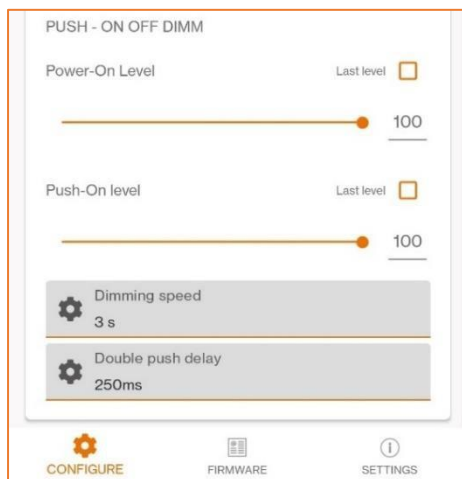 PUSH - ON OFF DIMM
Power-On Level Last level
100
Push-On level Last level
100
Dimming speed
3 s
Double push delay
250ms
CONFIGURE FIRMWARE SETTINGS